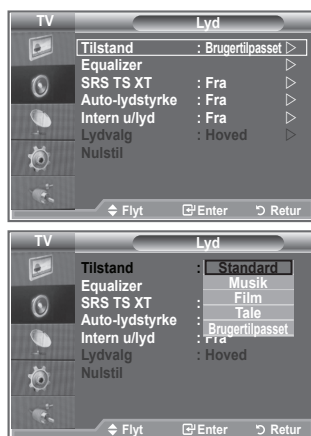 TV Lyd
Tilstand : Brugertilpasset
Equalizer
SRS TS XT : Fra
Auto-lydstyrke : Fra
Intern u/lyd : Fra
Lydvalg : Hoved
Nulstil
Flyt Enter Retur
TV Lyd
Tilstand : Standard
Equalizer Musik
SRS TS XT : Film
Auto-lydstyrke : Tale
Brugertilpasset
Intern u/lyd : Fra
Lydvalg : Hoved
Nulstil
Flyt Enter Retur